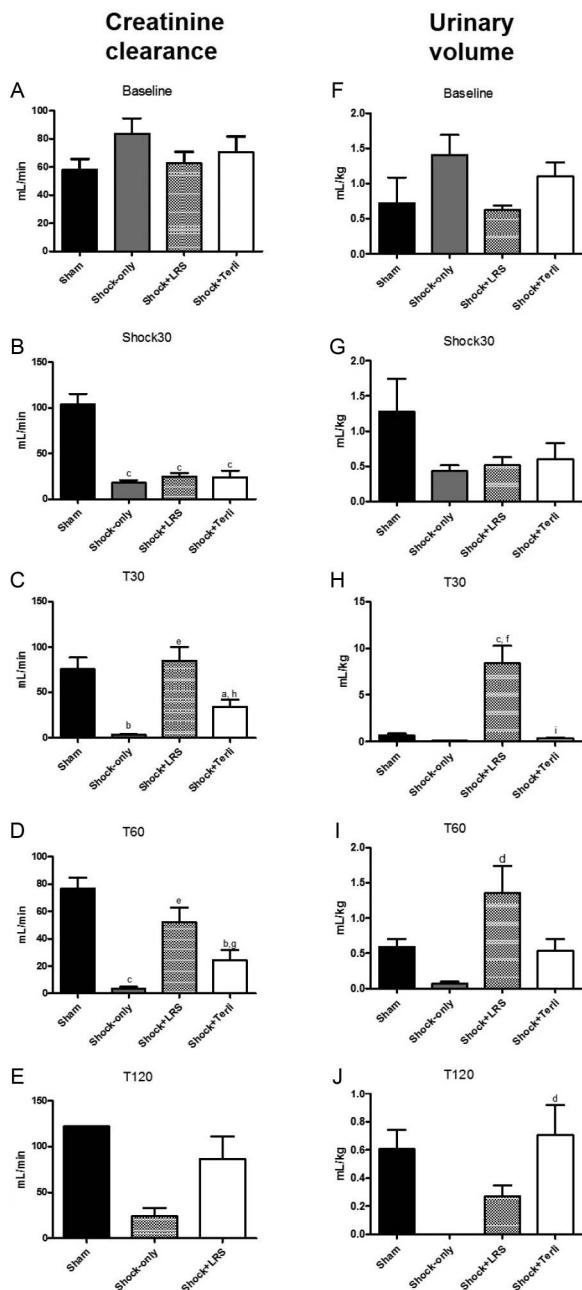 Creatinine
clearance
Urinary
volume
A
Baseline
100
80
60
40
20
0
mL/min
Sham
Shock-only
Shock+LRS
Shock+Terli
F
Baseline
2.0
1.5
1.0
0.5
0.0
mL/kg
Sham
Shock-only
Shock+LRS
Shock+Terli
B
Shock30
150
100
50
0
mL/min
c
c
c
Sham
Shock-only
Shock+LRS
Shock+Terli
G
Shock30
2.0
1.5
1.0
0.5
0.0
mL/kg
Sham
Shock-only
Shock+LRS
Shock+Terli
C
T30
150
100
50
0
mL/min
b
e
a, h
Sham
Shock-only
Shock+LRS
Shock+Terli
H
T30
15
10
5
0
mL/kg
c, f
i
Sham
Shock-only
Shock+LRS
Shock+Terli
D
T60
80
60
40
20
0
mL/min
c
e
b,g
Sham
Shock-only
Shock+LRS
Shock+Terli
I
T60
2.0
1.5
1.0
0.5
0.0
mL/kg
d
Sham
Shock-only
Shock+LRS
Shock+Terli
E
T120
150
100
50
0
mL/min
Sham
Shock-only
Shock+LRS
J
T120
0.8
0.6
0.4
0.2
0.0
mL/kg
d
Sham
Shock-only
Shock+LRS
Shock+Terli